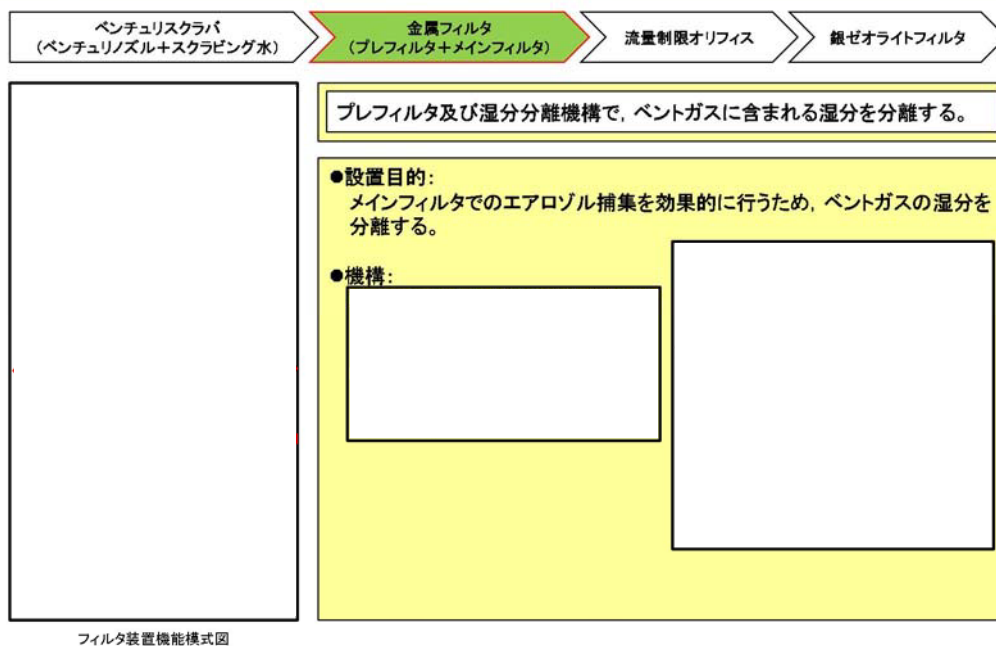 ベンチュリスクラバ
(ベンチュリノズル+スクラビング水)
金属フィルタ
(プレフィルタ+メインフィルタ)
流量制限オリフィス
銀ゼオライトフィルタ
プレフィルタ及び湿分分離機構で, ベントガスに含まれる湿分を分離する。
●設置目的:
メインフィルタでのエアロゾル捕集を効果的に行うため, ベントガスの湿分を
分離する。
●機構:
フィルタ装置機能模式図